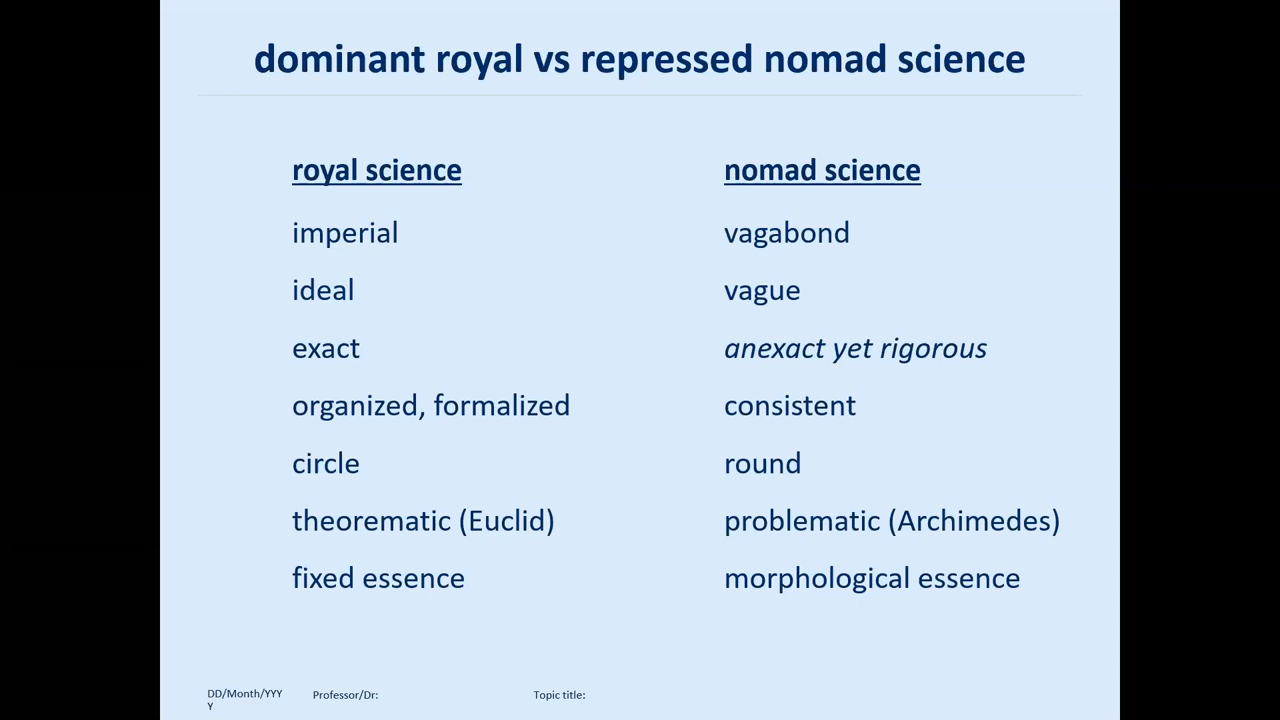 dominant royal vs repressed nomad science
royal science
nomad science
imperial
vagabond
ideal
vague
exact
anexact yet rigorous
organized, formalized
consistent
circle
round
theorematic (Euclid)
problematic (Archimedes)
fixed essence
morphological essence
DD/Month/YYY
Y
Professor/Dr:
Topic title: